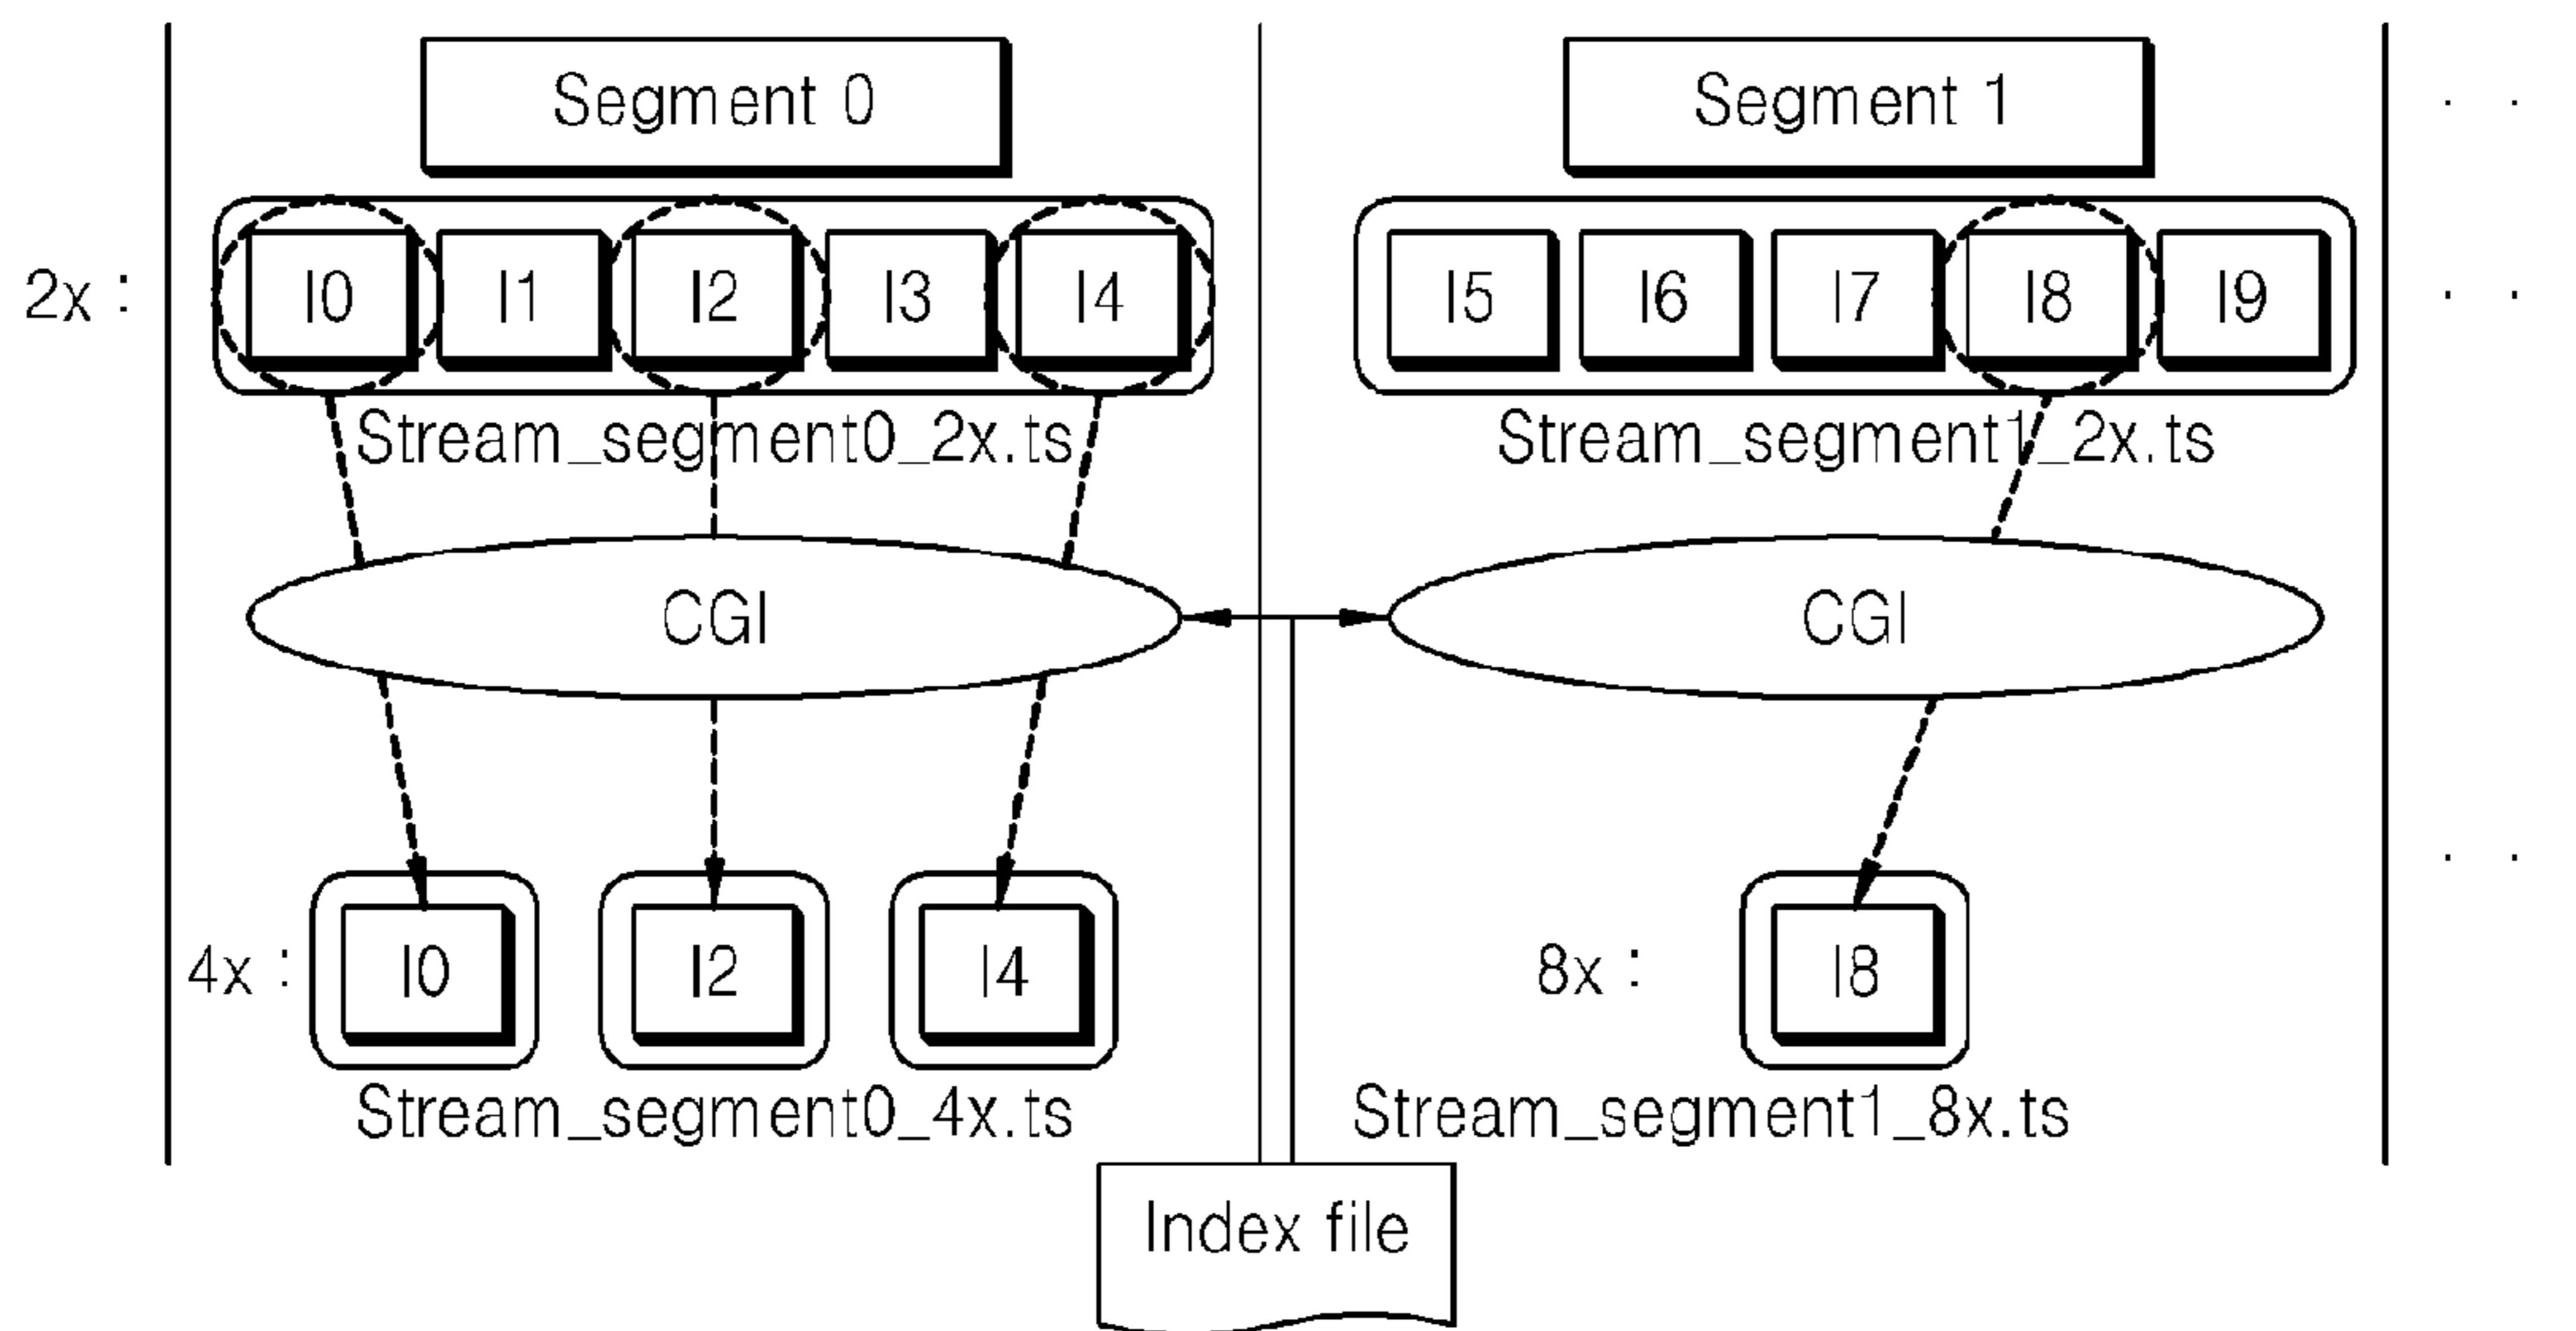 Segment 0
Segment 1
2x :
I0 I1 I2 I3 I4
I5 I6 I7 I8 I9
Stream_segment0_2x.ts
Stream_segment1_2x.ts
CGI
CGI
4x :
I0 I2 I4
8x :
I8
Stream_segment0_4x.ts
Stream_segment1_8x.ts
Index file